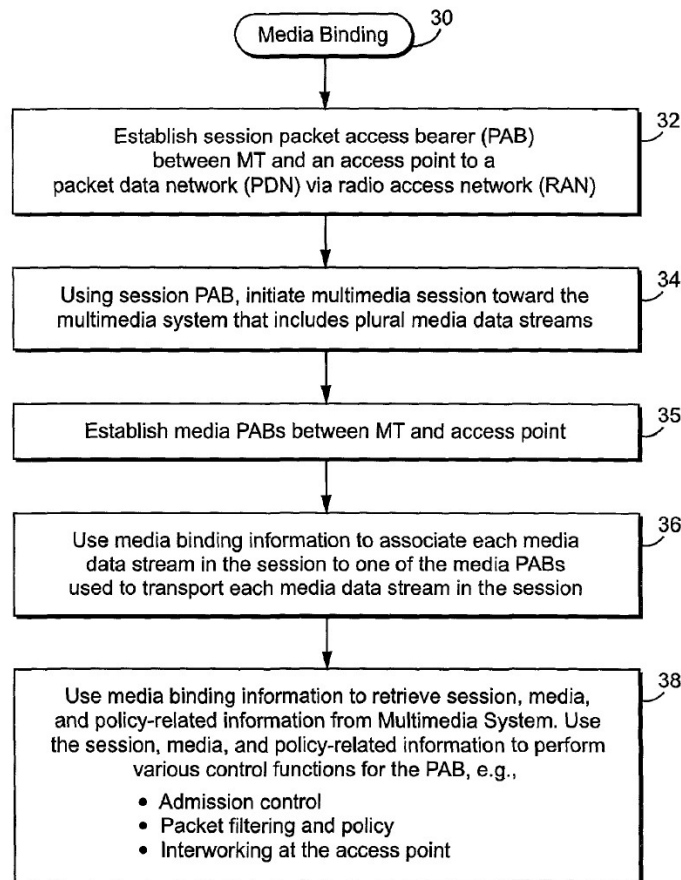 Media Binding
30
32
Establish session packet access bearer (PAB)
between MT and an access point to a
packet data network (PDN) via radio access network (RAN)
34
Using session PAB, initiate multimedia session toward the
multimedia system that includes plural media data streams
35
Establish media PABs between MT and access point
36
Use media binding information to associate each media
data stream in the session to one of the media PABs
used to transport each media data stream in the session
38
Use media binding information to retrieve session, media,
and policy-related information from Multimedia System. Use
the session, media, and policy-related information to perform
various control functions for the PAB, e.g.,
• Admission control
• Packet filtering and policy
• Interworking at the access point